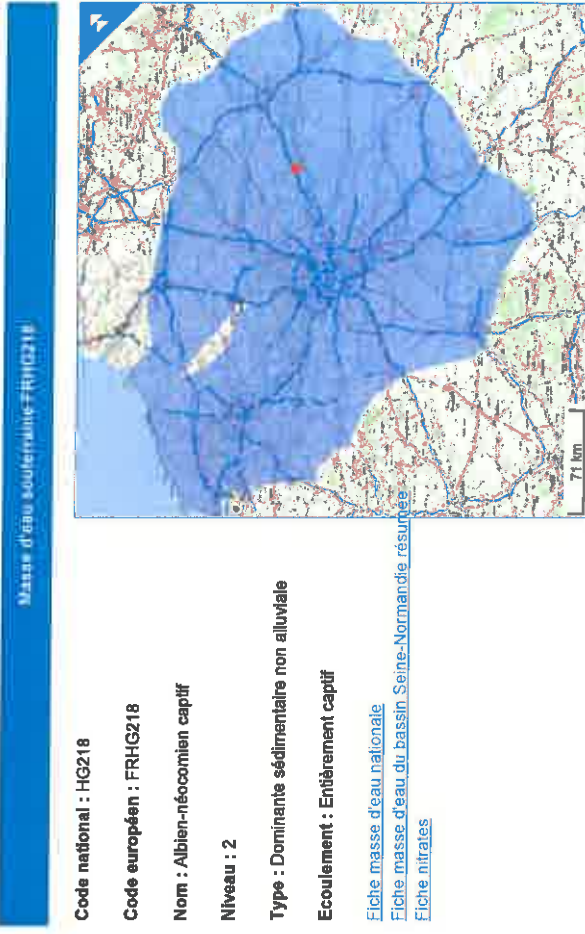 Masse d'eau souterraine FRHG218
Code national : HG218
Code européen : FRHG218
Nom : Albien-néocomien captif
Niveau : 2
Type : Dominante sédimentaire non alluviale
Ecoulement : Entièrement captif
Fiche masse d'eau nationale
Fiche masse d'eau du bassin Seine-Normandie résumée
Fiche nitrates
71 km